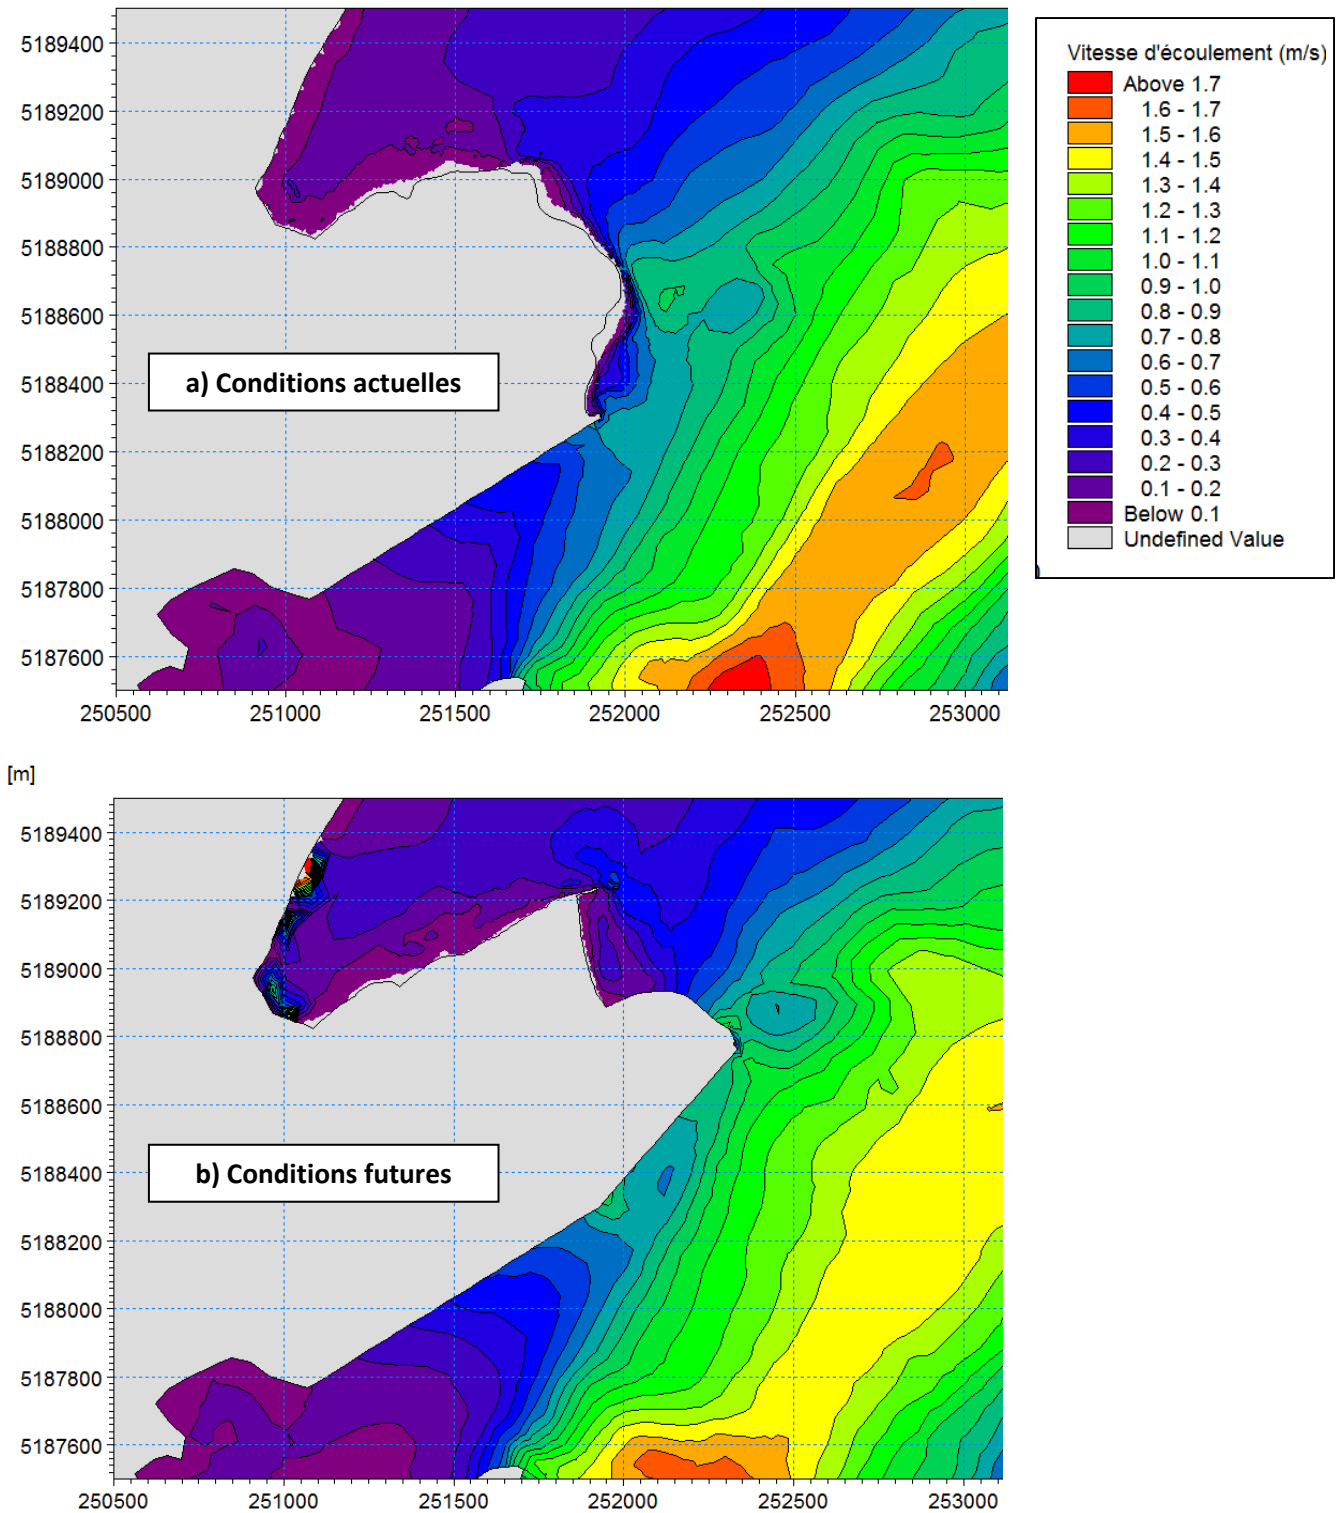 5189400
5189200
5189000
5188800
5188600
5188400
5188200
5188000
5187800
5187600
250500 251000 251500 252000 252500 253000
a) Conditions actuelles
Vitesse d'écoulement (m/s)
Above 1.7
1.6 - 1.7
1.5 - 1.6
1.4 - 1.5
1.3 - 1.4
1.2 - 1.3
1.1 - 1.2
1.0 - 1.1
0.9 - 1.0
0.8 - 0.9
0.7 - 0.8
0.6 - 0.7
0.5 - 0.6
0.4 - 0.5
0.3 - 0.4
0.2 - 0.3
0.1 - 0.2
Below 0.1
Undefined Value
[m]
5189400
5189200
5189000
5188800
5188600
5188400
5188200
5188000
5187800
5187600
250500 251000 251500 252000 252500 253000
b) Conditions futures